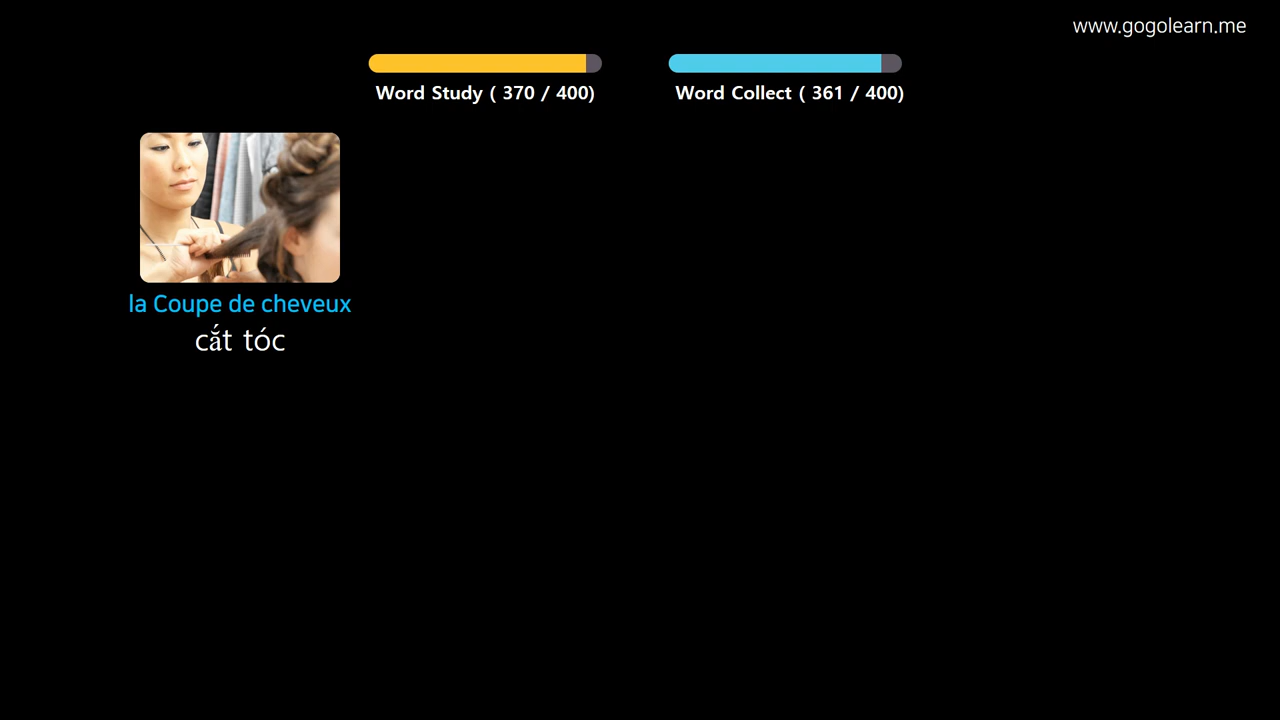 www.gogolearn.me
Word Study ( 370 / 400)
Word Collect ( 361 / 400)
la Coupe de cheveux
cắt tóc